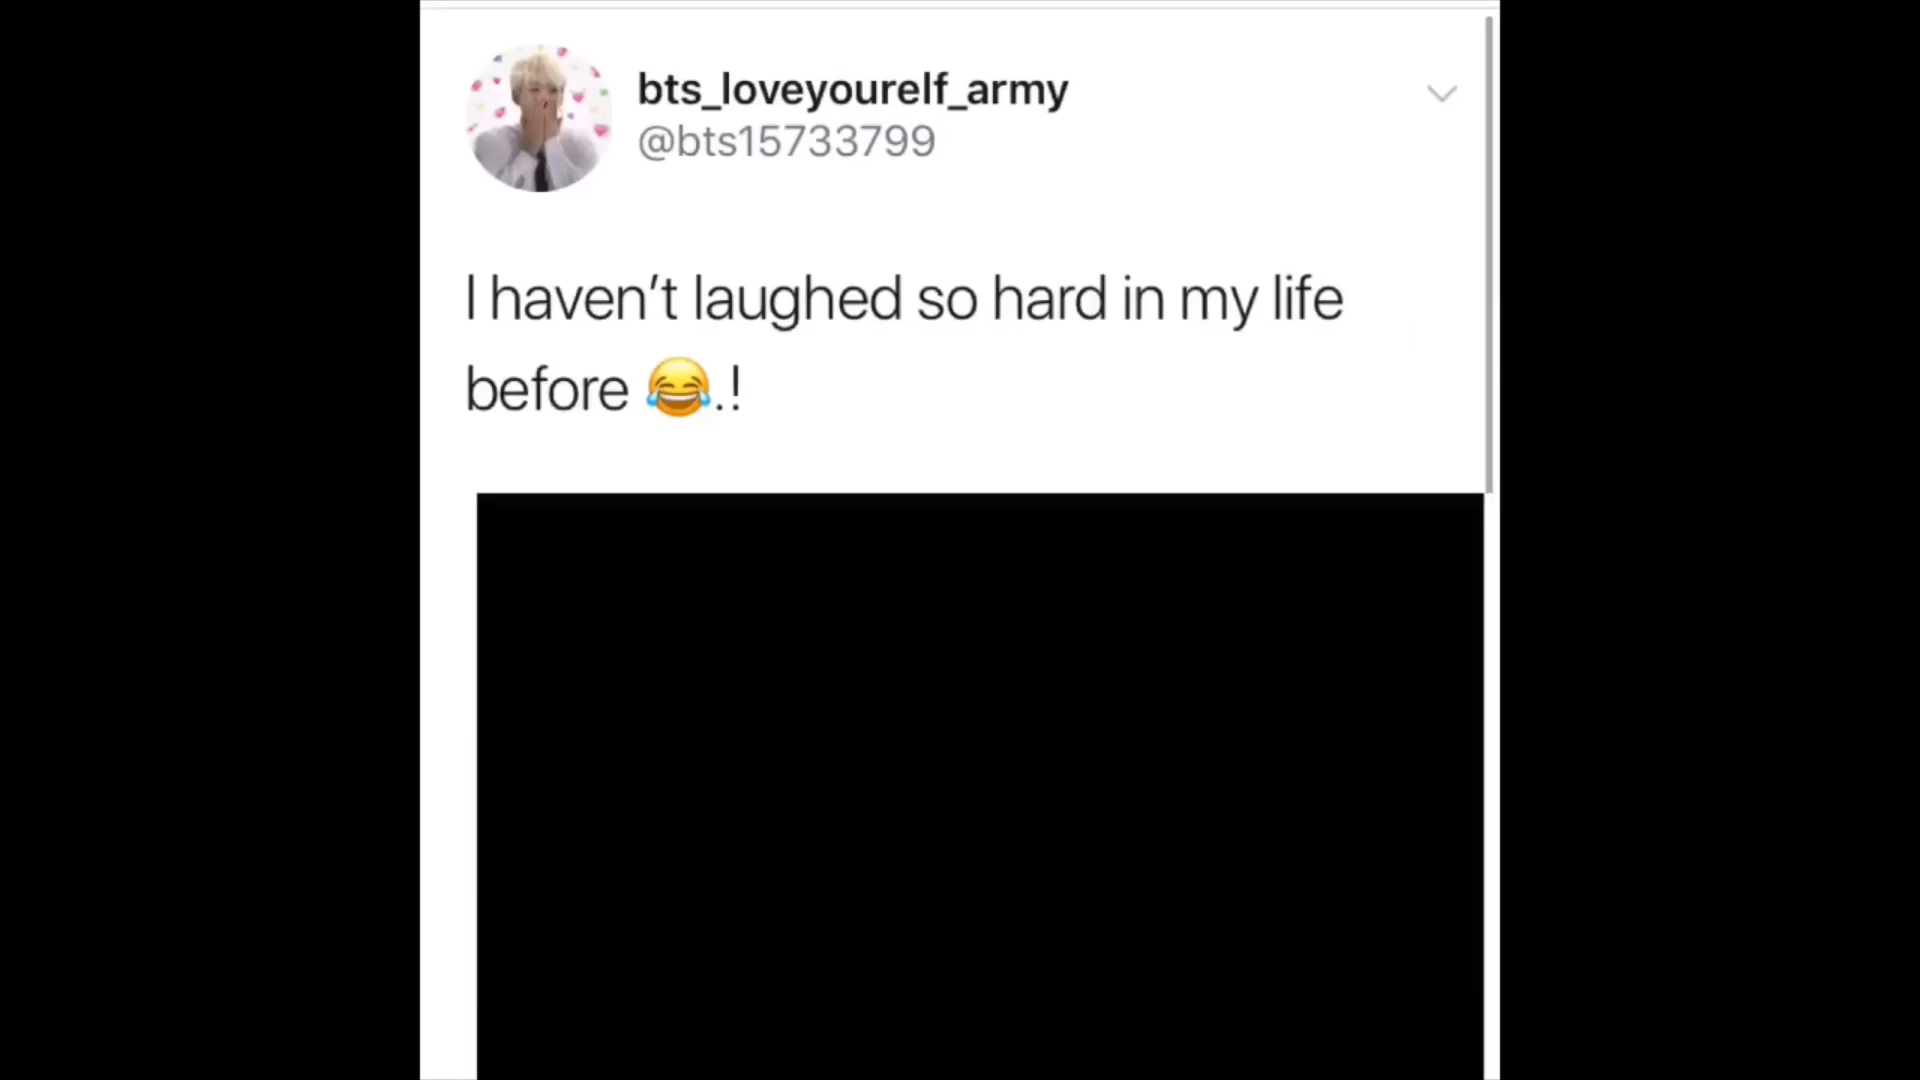 bts_loveyourelf_army
@bts15733799
I haven’t laughed so hard in my life
before 😂.!